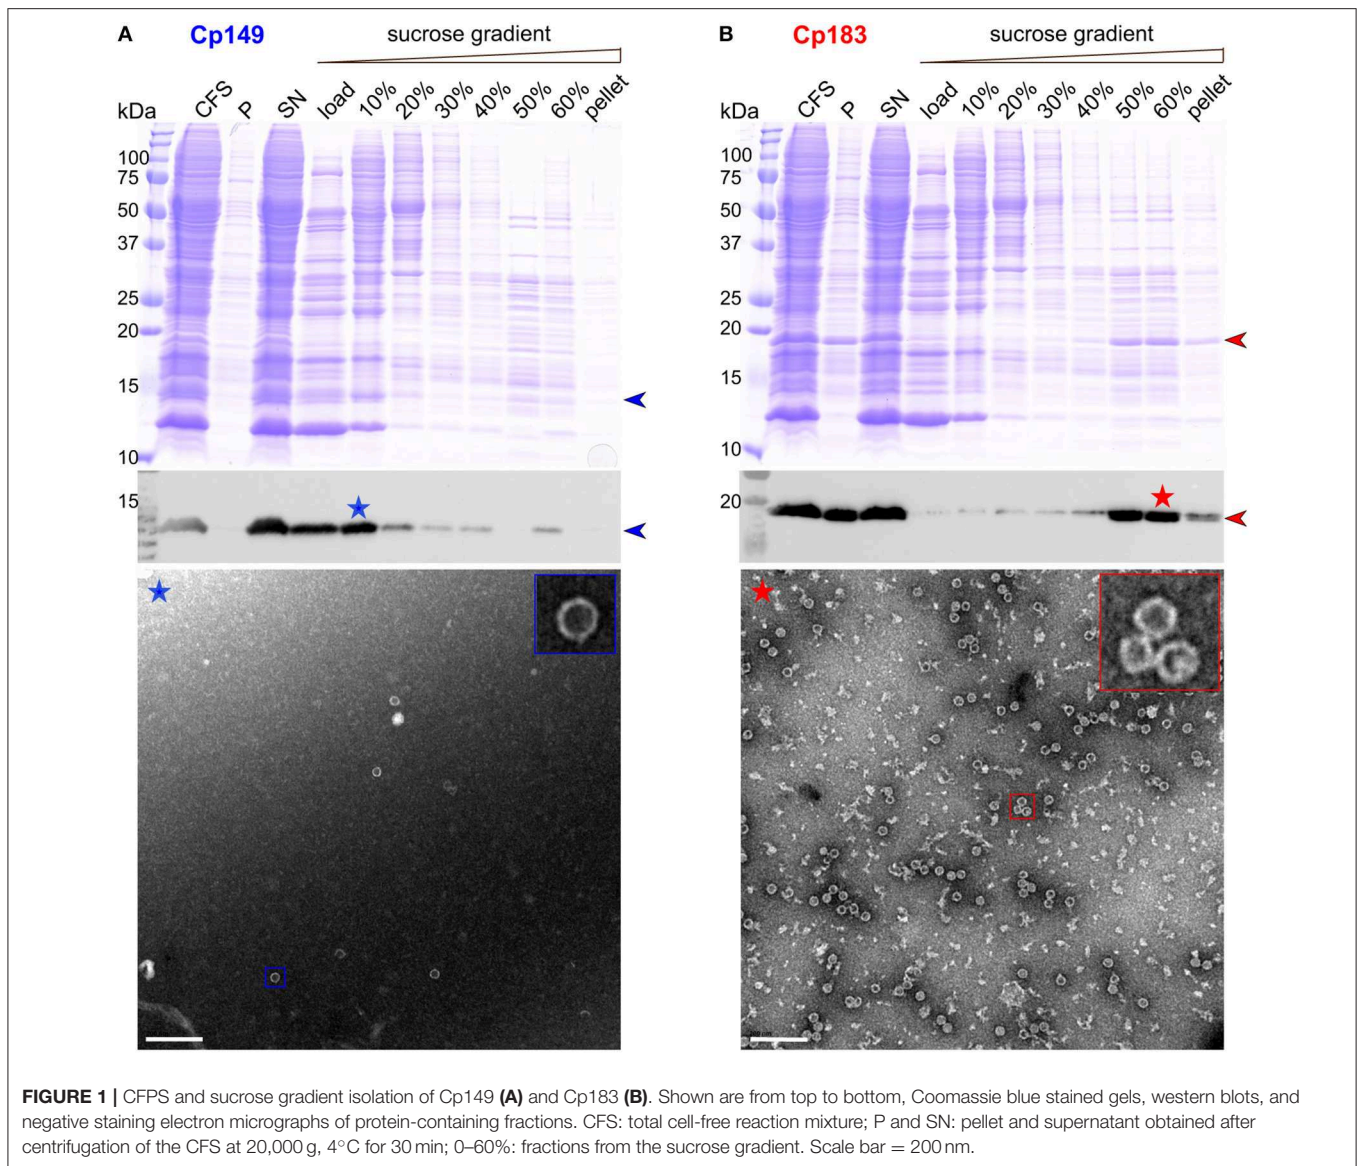 A
Cp149
sucrose gradient
kDa
CFS
P
SN
load
10%
20%
30%
40%
50%
60%
pellet
100
75
50
37
25
20
15
10
15
B
Cp183
sucrose gradient
kDa
CFS
P
SN
load
10%
20%
30%
40%
50%
60%
pellet
100
75
50
37
25
20
15
10
20
FIGURE 1 | CFPS and sucrose gradient isolation of Cp149 (A) and Cp183 (B). Shown are from top to bottom, Coomassie blue stained gels, western blots, and
negative staining electron micrographs of protein-containing fractions. CFS: total cell-free reaction mixture; P and SN: pellet and supernatant obtained after
centrifugation of the CFS at 20,000 g, 4°C for 30 min; 0–60%: fractions from the sucrose gradient. Scale bar = 200 nm.